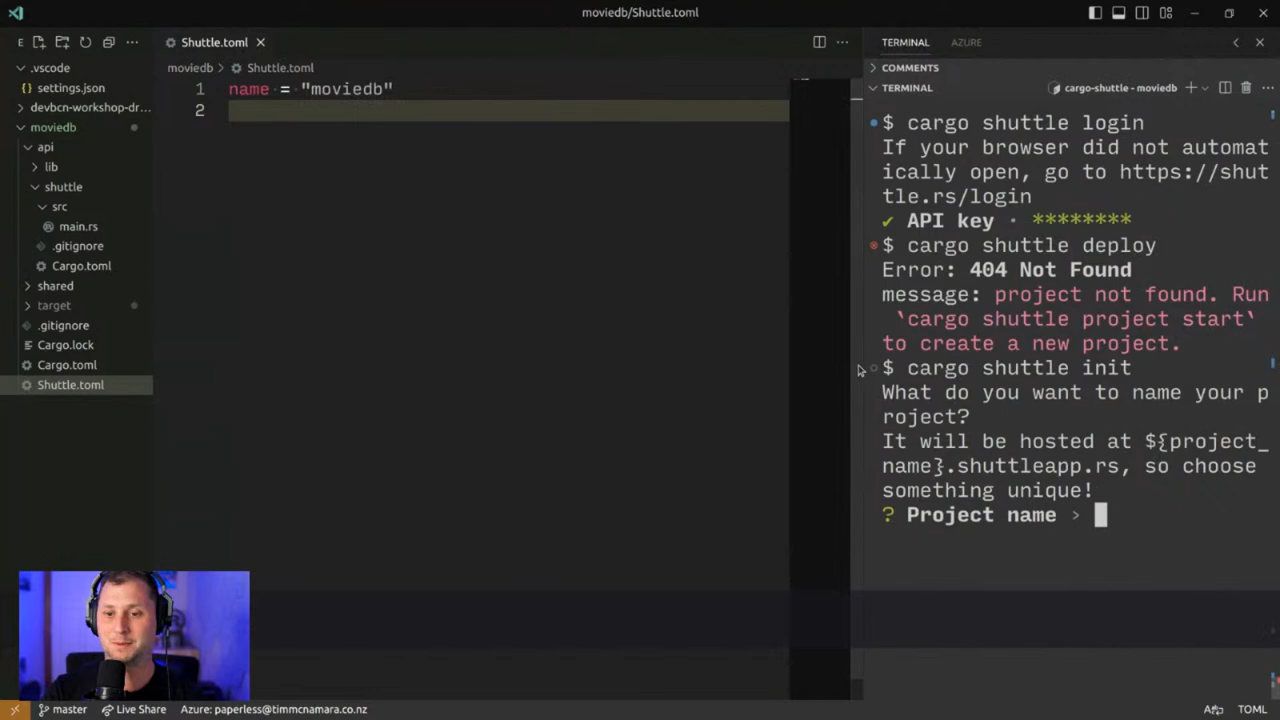 moviedb/Shuttle.toml
E
Shuttle.toml
TERMINAL AZURE
.vscode
moviedb > Shuttle.toml
COMMENTS
settings.json
1 name = "moviedb"
TERMINAL
cargo-shuttle - moviedb
devbcn-workshop-dr...
2
moviedb
api
lib
shuttle
src
main.rs
.gitignore
Cargo.toml
shared
target
.gitignore
Cargo.lock
Cargo.toml
Shuttle.toml
$ cargo shuttle login
If your browser did not automat
ically open, go to https://shut
tle.rs/login
✔ API key · ********
$ cargo shuttle deploy
Error: 404 Not Found
message: project not found. Run
`cargo shuttle project start`
to create a new project.
$ cargo shuttle init
What do you want to name your p
roject?
It will be hosted at ${project_
name}.shuttleapp.rs, so choose
something unique!
? Project name ›
master Live Share Azure: paperless@timmcnamara.co.nz TOML